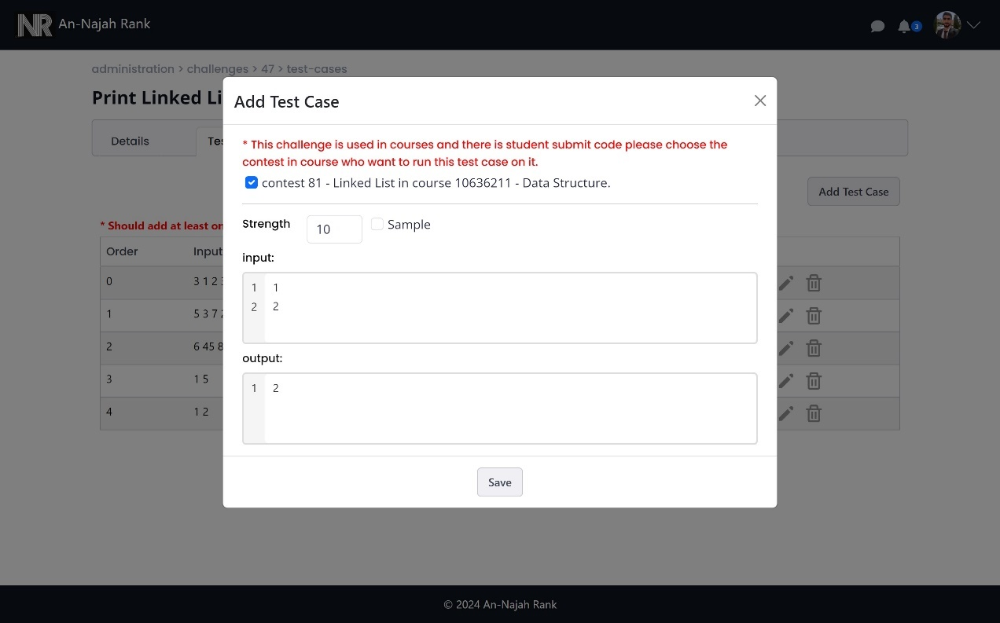 NR An-Najah Rank
3
administration > challenges > 47 > test-cases
Print Linked Li
Add Test Case
Details
* This challenge is used in courses and there is student submit code please choose the
contest in course who want to run this test case on it.
contest 81 - Linked List in course 10636211 - Data Structure.
Add Test Case
* Should add at least on
Strength 10 Sample
Order Input
input:
0 3 1 2 3
1 5 3 7 2
2 6 45 8
3 1 5
4 1 2
1 1
2 2
output:
1 2
Save
© 2024 An-Najah Rank